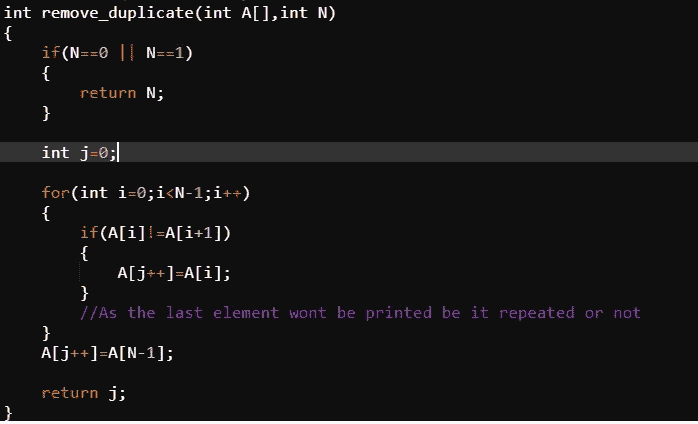 int remove_duplicate(int A[],int N)
{
    if(N==0 || N==1)
    {
        return N;
    }

    int j=0;

    for(int i=0;i<N-1;i++)
    {
        if(A[i]!=A[i+1])
        {
            A[j++]=A[i];
        }
        //As the last element wont be printed be it repeated or not
    }
    A[j++]=A[N-1];

    return j;
}